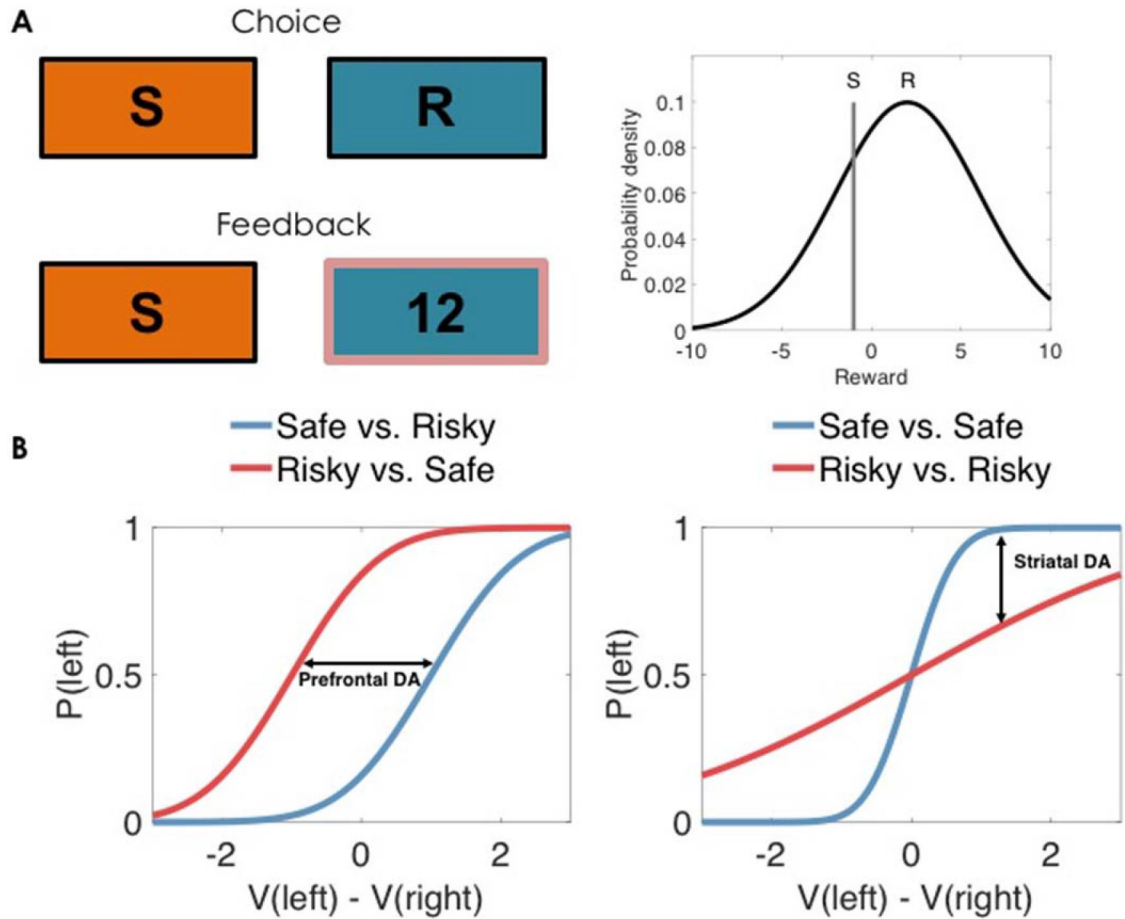 A
Choice
S
R
Feedback
S
12
S R
Probability density
0.1
0.08
0.06
0.04
0.02
0
-10 -5 0 5 10
Reward
B
Safe vs. Risky
Risky vs. Safe
P(left)
1
0.5
0
Prefrontal DA
-2 0 2
V(left) - V(right)
Safe vs. Safe
Risky vs. Risky
P(left)
1
0.5
0
Striatal DA
-2 0 2
V(left) - V(right)